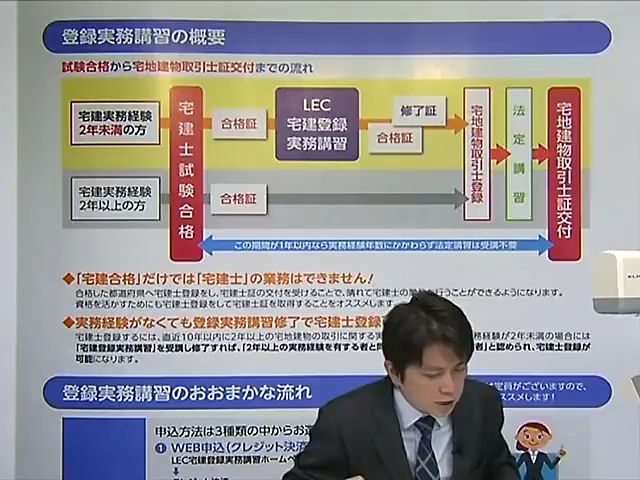 登録実務講習の概要
試験合格から宅地建物取引士証交付までの流れ
宅建実務経験
2年未満の方
宅建士試験合格
合格証
LEC
宅建登録
実務講習
修了証
合格証
宅地建物取引士登録
法定講習
宅地建物取引士証交付
宅建実務経験
2年以上の方
合格証
この期間が1年以内なら実務経験年数にかかわらず法定講習は受講不要
◆「宅建合格」だけでは「宅建士」の業務はできません!
合格した都道府県へ宅建士登録をし、宅建士証の交付を受けることで、晴れて宅建士の業務を行うことができるようになります。
資格を活かすためにも宅建士登録をして宅建士証を取得することをオススメします。
◆実務経験がなくても登録実務講習修了で宅建士登録
宅建士登録するには、直近10年以内に2年以上の宅地建物の取引に関する実 務経験が2年未満の場合には
「宅建登録実務講習」を受講し修了すれば、「2年以上の実務経験を有する者と同 者」と認められ、宅建士登録が
可能になります。
登録実務講習のおおまかな流れ
は定員がございますので、
ススメします!
申込方法は3種類の中からお
① WEB申込(クレジット決済
LEC宅建登録実務講習ホームペ